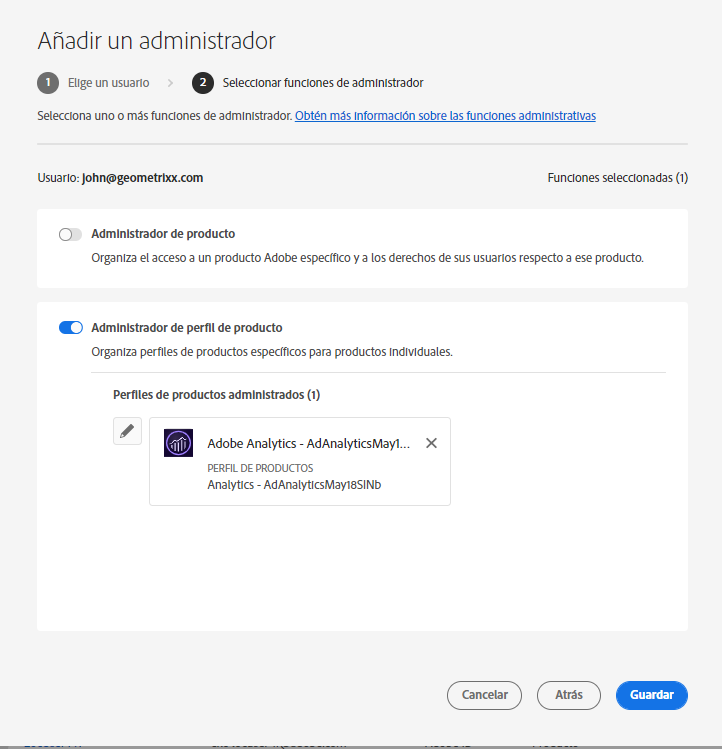 Añadir un administrador
1 Elige un usuario > 2 Seleccionar funciones de administrador
Selecciona uno o más funciones de administrador. Obtén más información sobre las funciones administrativas
Usuario: john@geometrixx.com Funciones seleccionadas (1)
Administrador de producto
Organiza el acceso a un producto Adobe específico y a los derechos de sus usuarios respecto a ese producto.
Administrador de perfil de producto
Organiza perfiles de productos específicos para productos individuales.
Perfiles de productos administrados (1)
Adobe Analytics - AdAnalyticsMay1...
PERFIL DE PRODUCTOS
Analytics - AdAnalyticsMay18SINb
Cancelar Atrás Guardar